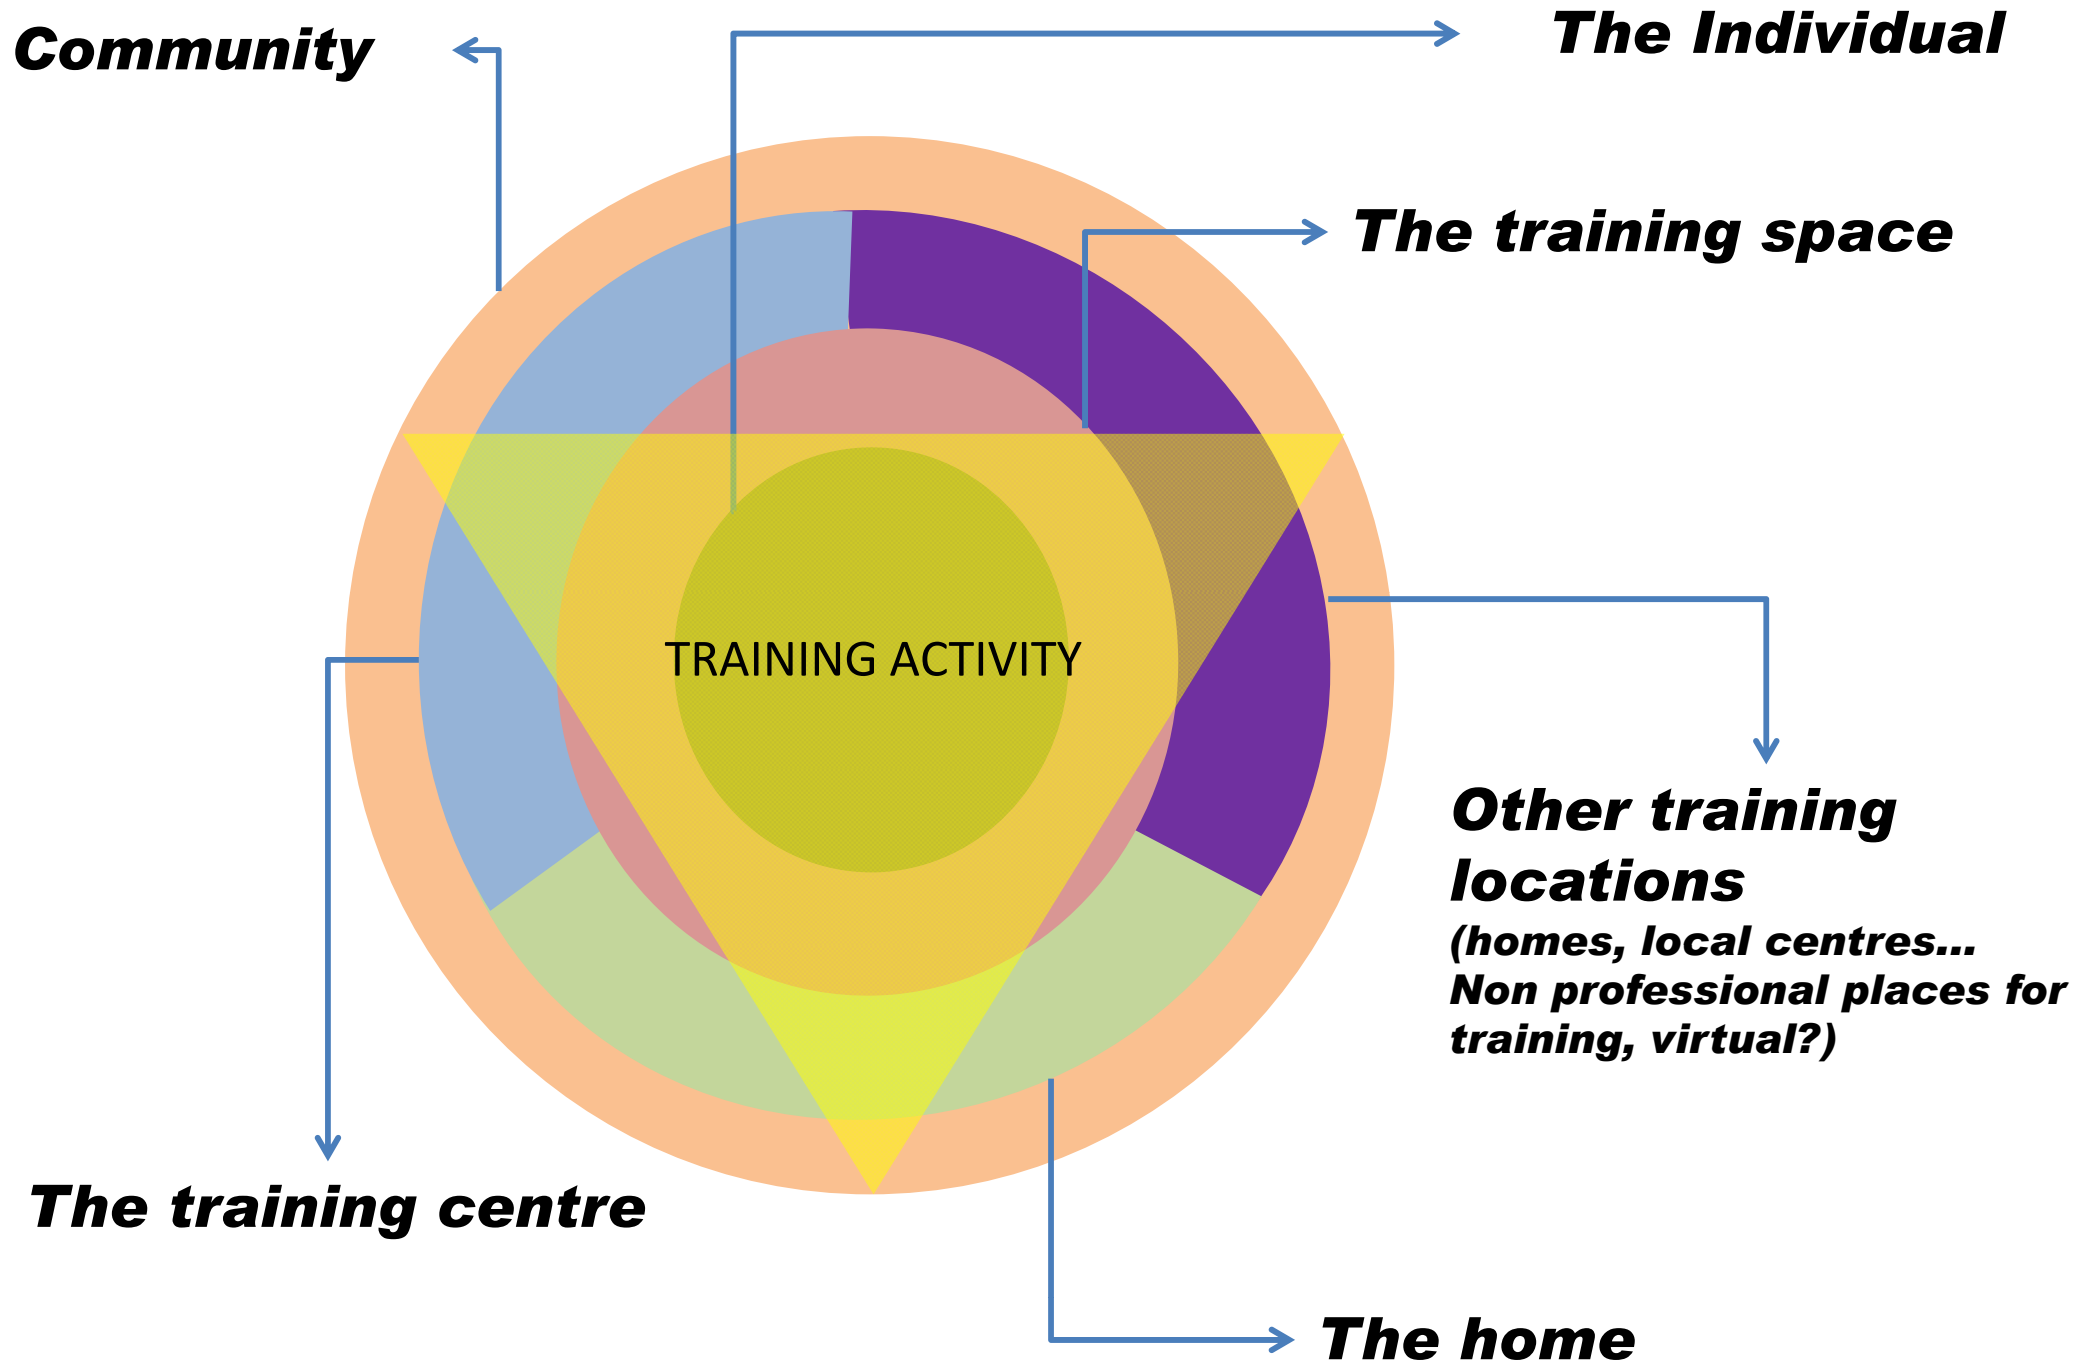 Community
The Individual
The training space
TRAINING ACTIVITY
Other training
locations
(homes, local centres...
Non professional places for
training, virtual?)
The training centre
The home